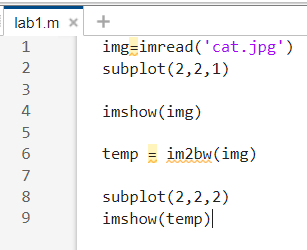 lab1.m × +
1 img=imread('cat.jpg')
2 subplot(2,2,1)
3
4 imshow(img)
5
6 temp = im2bw(img)
7
8 subplot(2,2,2)
9 imshow(temp)